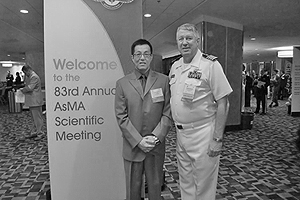 Welcome
to the
83rd Annual
AsMA
Scientific
Meeting